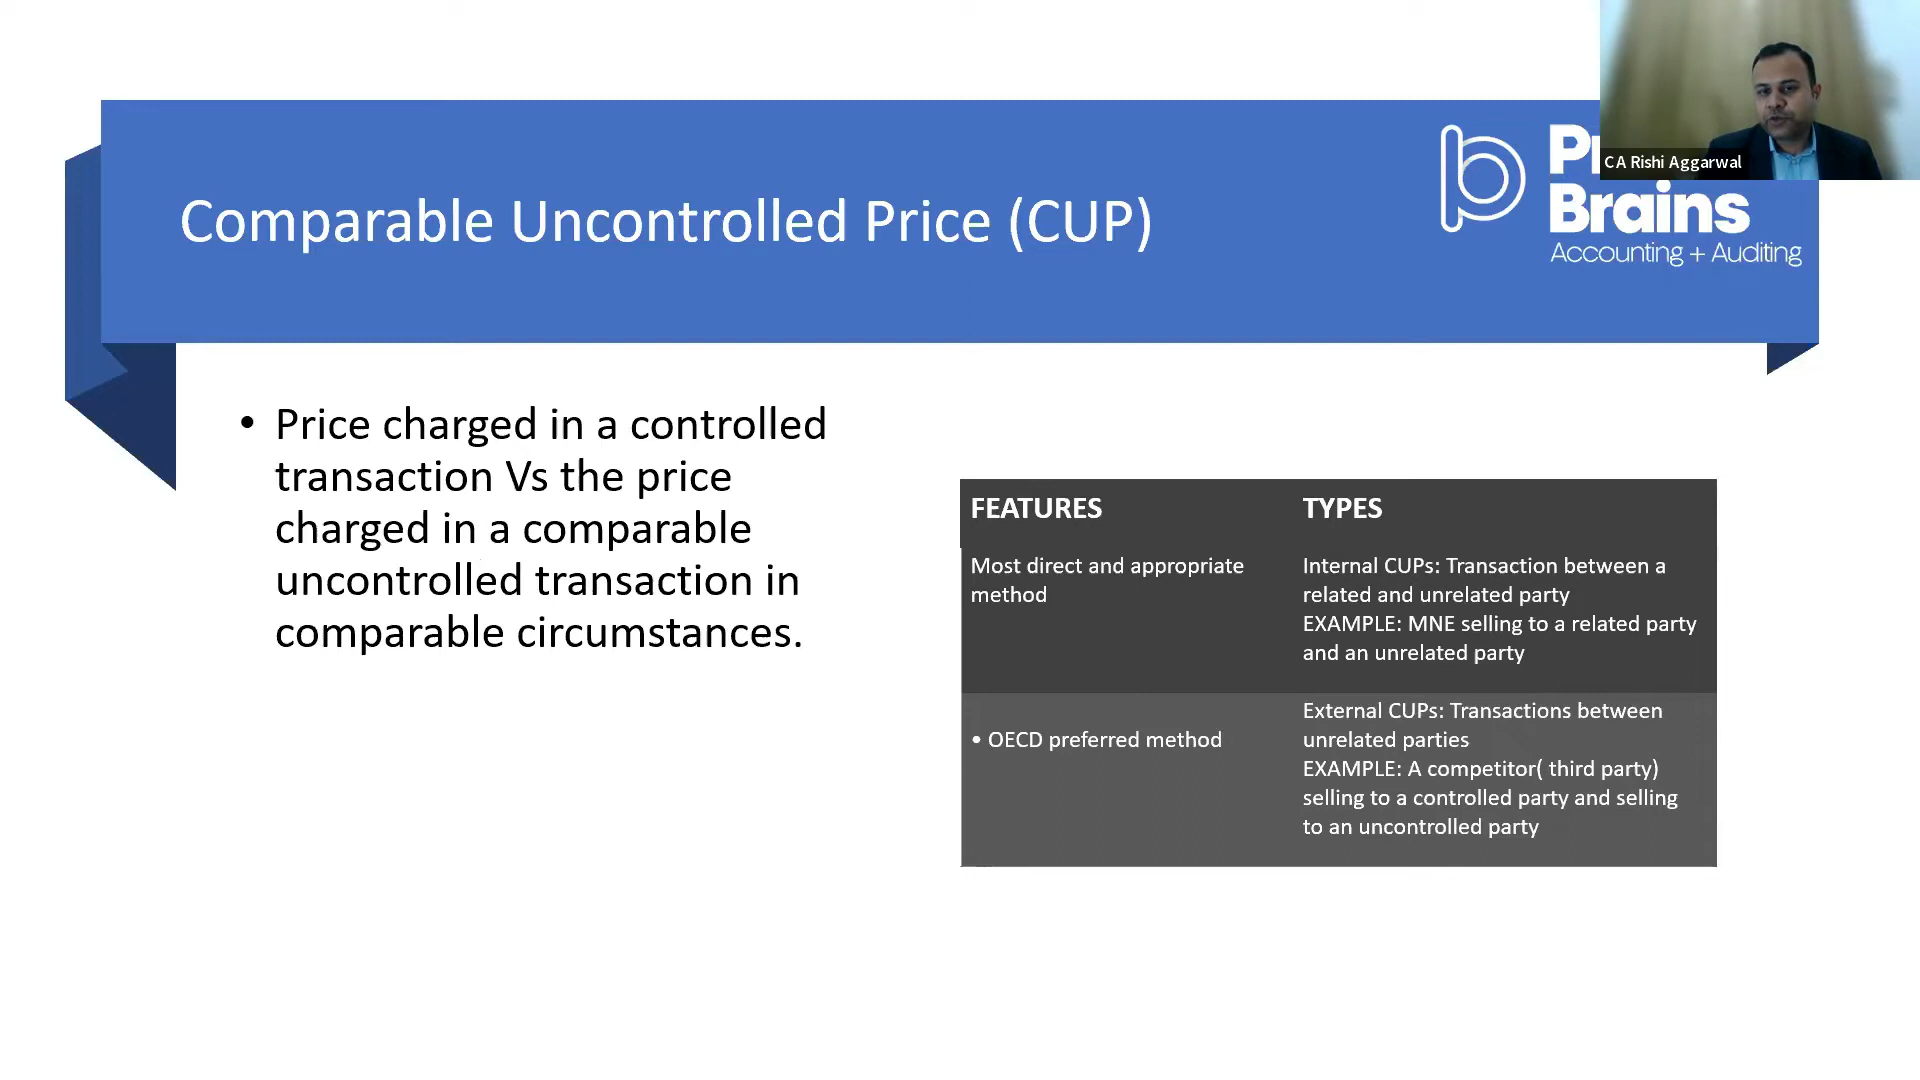 CA Rishi Aggarwal
Brains
Accounting + Auditing
Comparable Uncontrolled Price (CUP)
• Price charged in a controlled
transaction Vs the price
charged in a comparable
uncontrolled transaction in
comparable circumstances.
FEATURES
TYPES
Most direct and appropriate
method
Internal CUPs: Transaction between a
related and unrelated party
EXAMPLE: MNE selling to a related party
and an unrelated party
• OECD preferred method
External CUPs: Transactions between
unrelated parties
EXAMPLE: A competitor( third party)
selling to a controlled party and selling
to an uncontrolled party